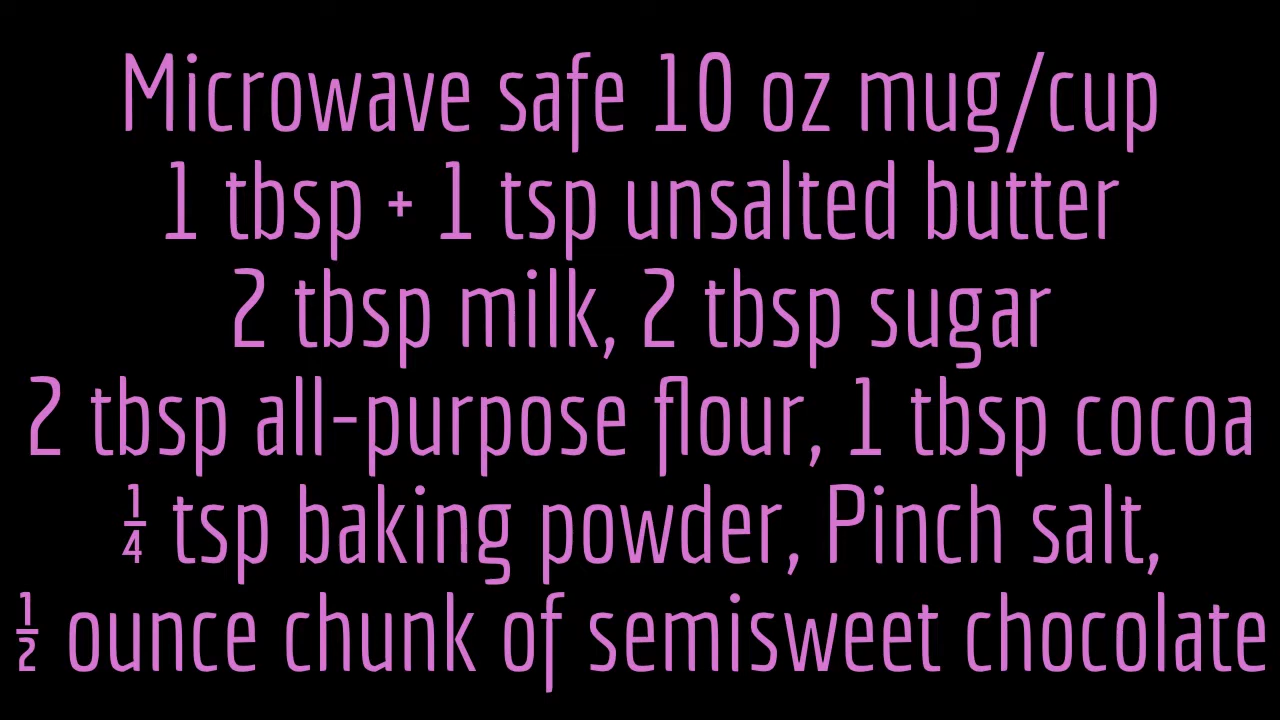 Microwave safe 10 oz mug/cup
1 tbsp + 1 tsp unsalted butter
2 tbsp milk, 2 tbsp sugar
2 tbsp all-purpose flour, 1 tbsp cocoa
¼ tsp baking powder, Pinch salt,
½ ounce chunk of semisweet chocolate